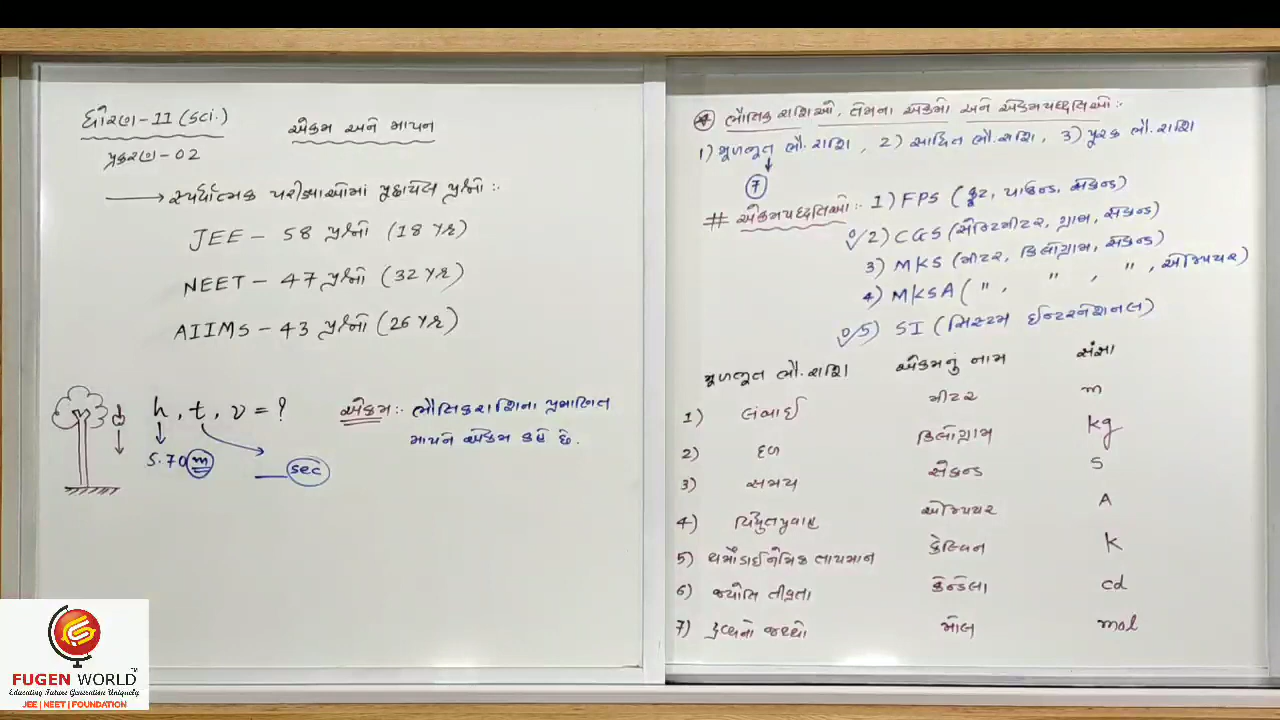 ધોરણ-11 (sci.)
પ્રકરણ-02
એકમ અને માપન
→ સ્પર્ધાત્મક પરીક્ષાઓમાં પૂછાયેલ પ્રશ્નો :-
JEE - 58 પ્રશ્નો (18 Yર)
NEET - 47 પ્રશ્નો (32 Yર)
AIIMS - 43 પ્રશ્નો (26 Yર)
h, t, v = ?
5.70 m
sec
એકમ :- ભૌતિકરાશિના પ્રમાણિત
માપને એકમ કહે છે.
* ભૌતિક રાશિઓ, તેમના એકમો અને એકમપદ્ધતિઓ :-
1) મૂળભૂત ભૌ. રાશિ, 2) સાધિત ભૌ. રાશિ, 3) પૂરક ભૌ. રાશિ
7
# એકમપદ્ધતિઓ :- 1) FPS (ફૂટ, પાઉન્ડ, સેકન્ડ)
2) CGS (સેન્ટિમીટર, ગ્રામ, સેકન્ડ)
3) MKS (મીટર, કિલોગ્રામ, સેકન્ડ)
4) MKSA ( " , " , " , એમ્પિયર)
5) SI (સિસ્ટમ ઈન્ટરનેશનલ)
મૂળભૂત ભૌ. રાશિ એકમનું નામ સંજ્ઞા
1) લંબાઈ મીટર m
2) દળ કિલોગ્રામ kg
3) સમય સેકન્ડ s
4) વિદ્યુતપ્રવાહ એમ્પિયર A
5) થર્મોડાઈનેમિક તાપમાન કેલ્વિન K
6) જ્યોતિ તીવ્રતા કેન્ડેલા cd
7) દ્રવ્યનો જથ્થો મોલ mol
FUGEN WORLD
Educating Future Generation Uniquely
JEE | NEET | FOUNDATION